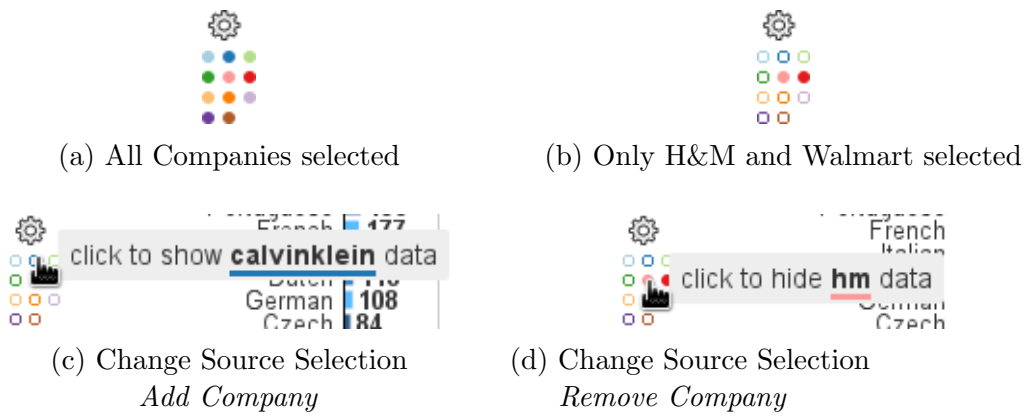 (a) All Companies selected
(b) Only H&M and Walmart selected
French 177
click to show calvinklein data
German 108
Czech 84
(c) Change Source Selection
Add Company
French
click to hide hm data
Czech
(d) Change Source Selection
Remove Company